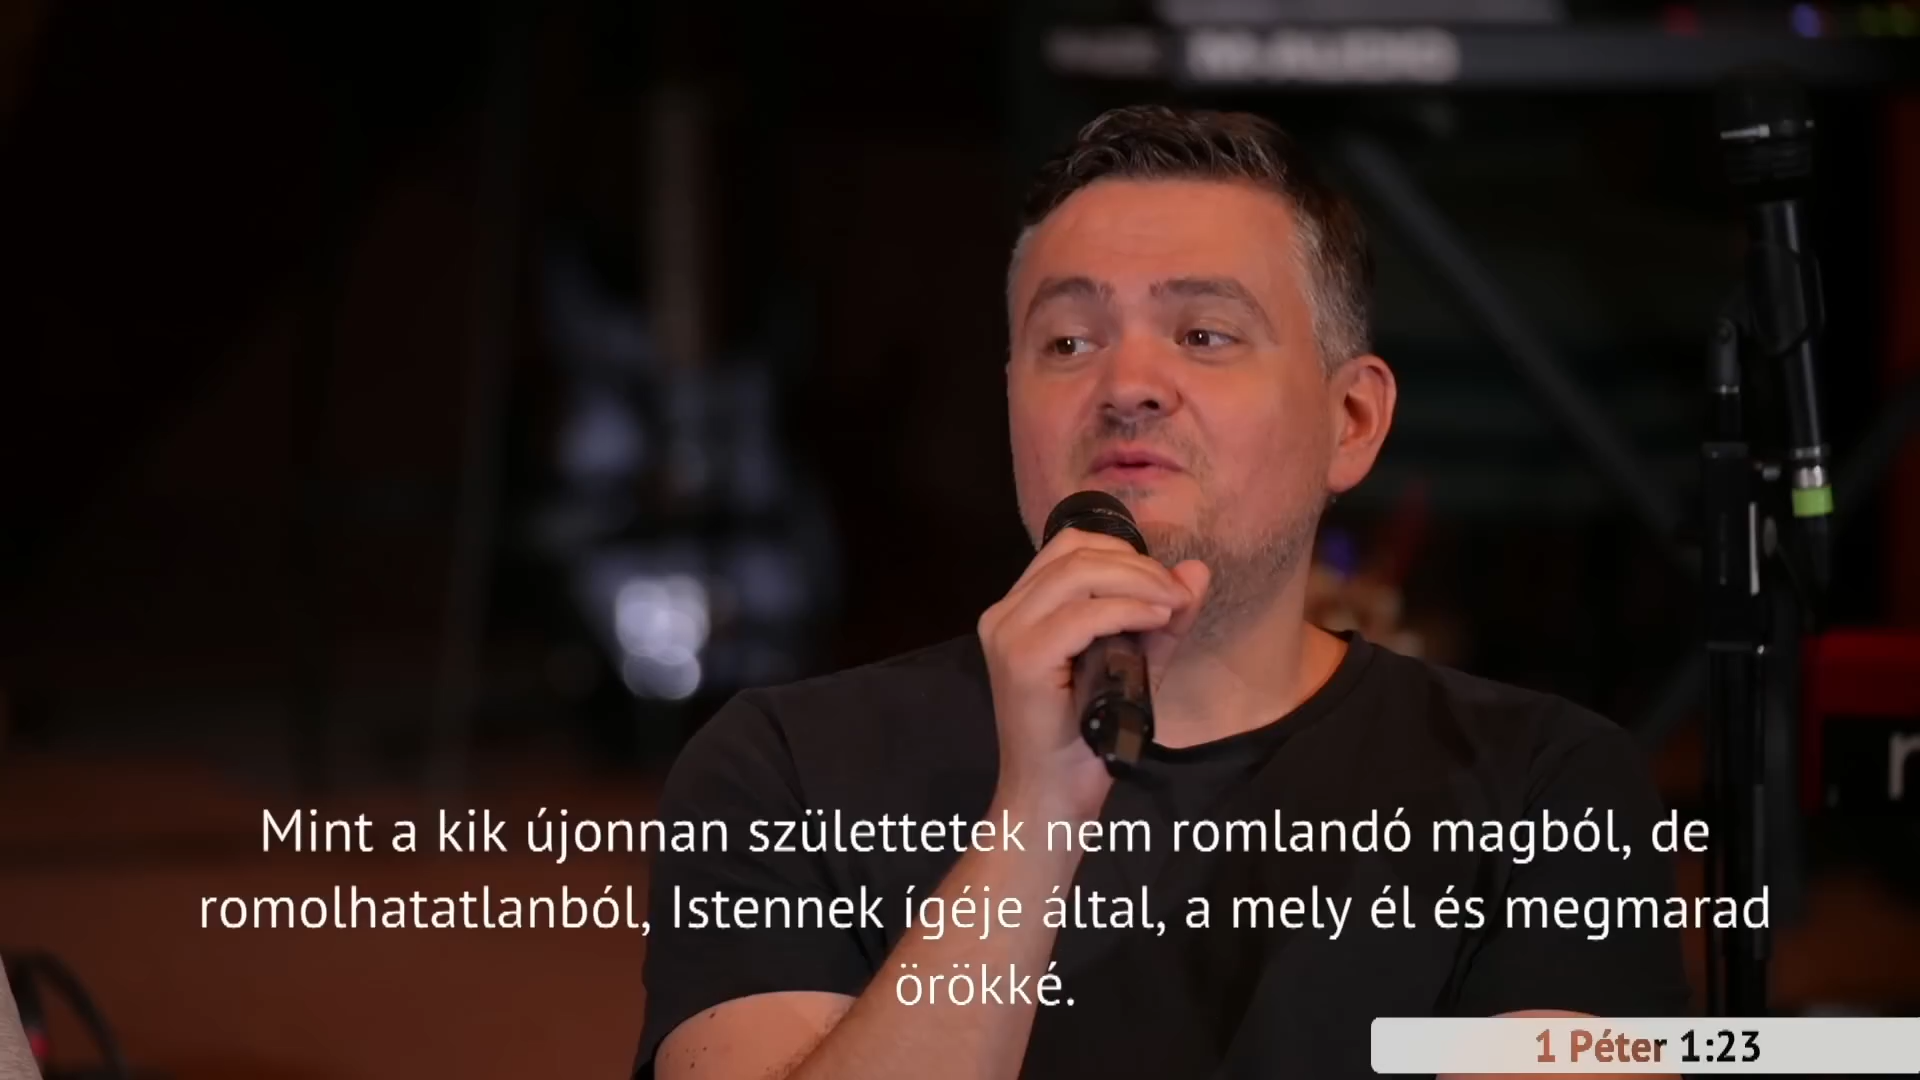 M-AUDIO
Mint a kik újonnan születtetek nem romlandó magból, de
romolhatatlanból, Istennek ígéje által, a mely él és megmarad
örökké.
1 Péter 1:23